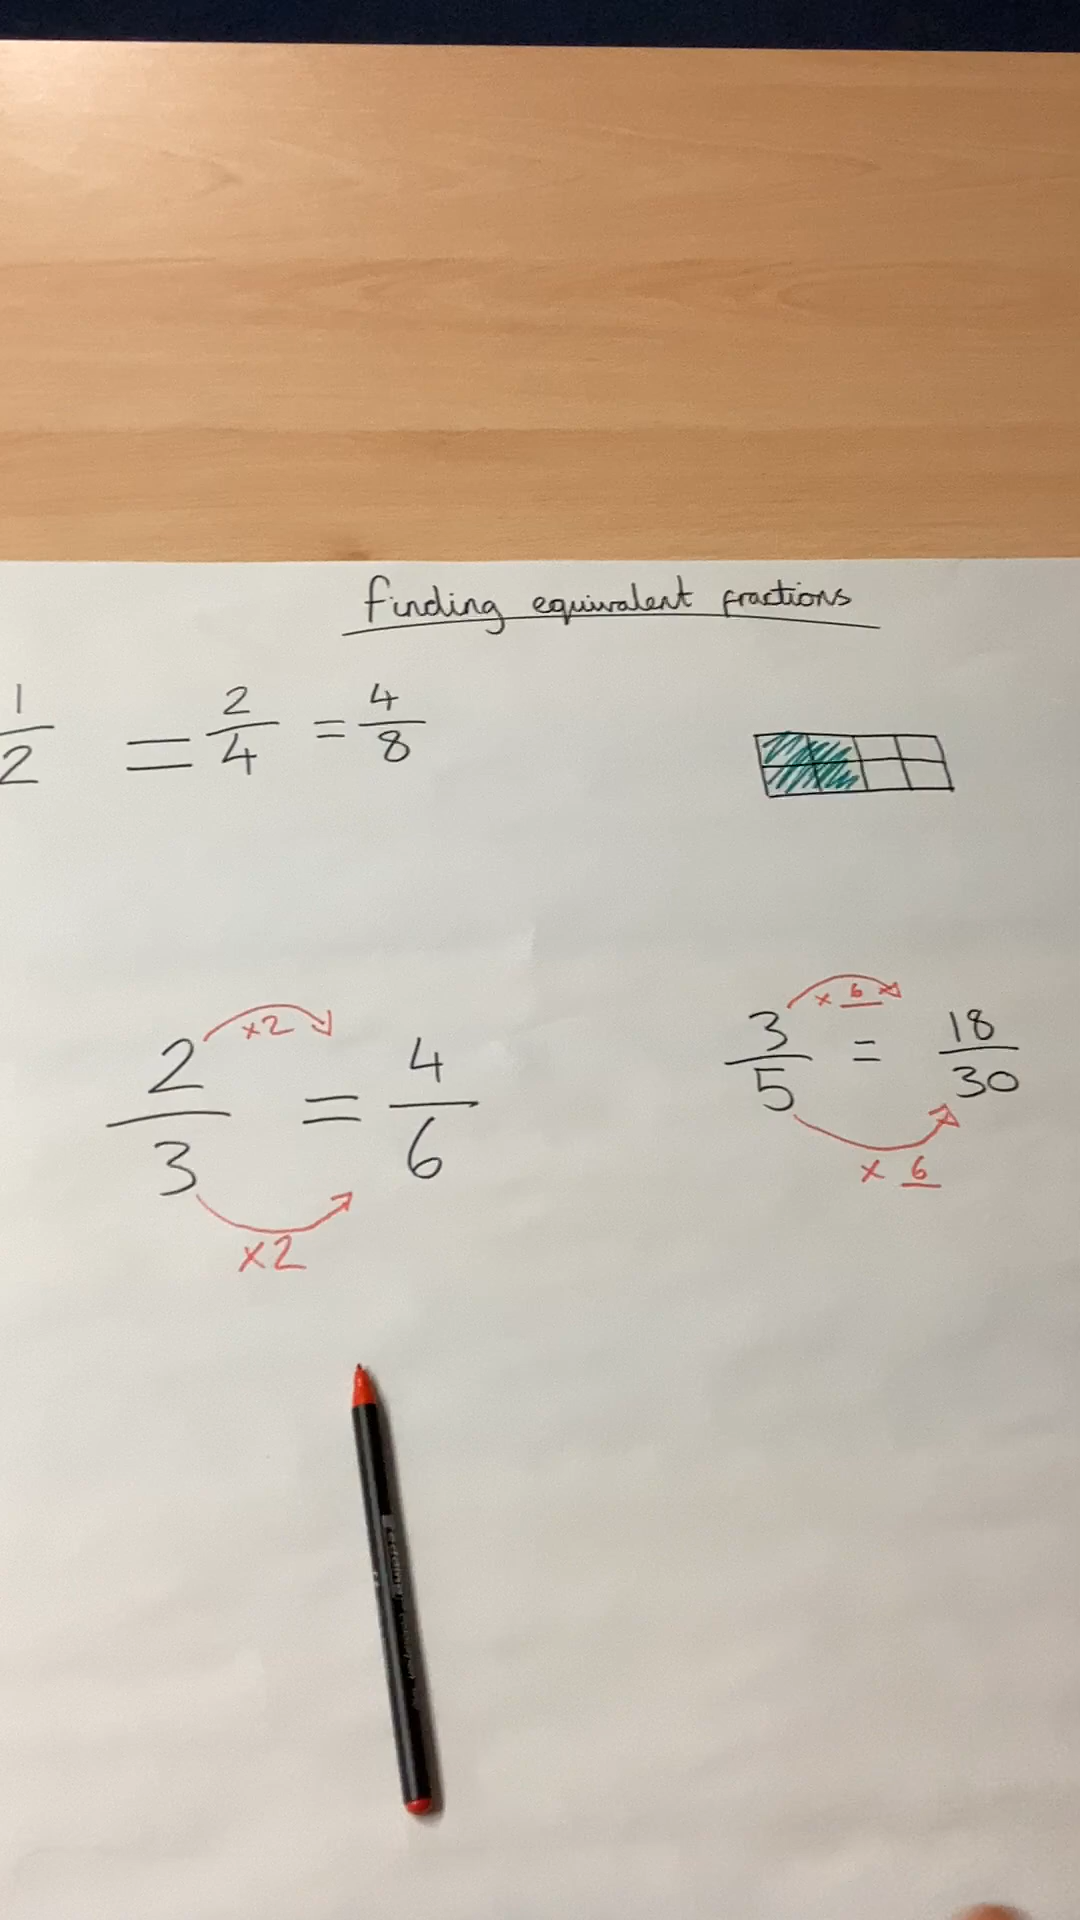 finding equivalent fractions
1/2 = 2/4 = 4/8
×2
2/3 = 4/6
×2
× 6
3/5 = 18/30
× 6